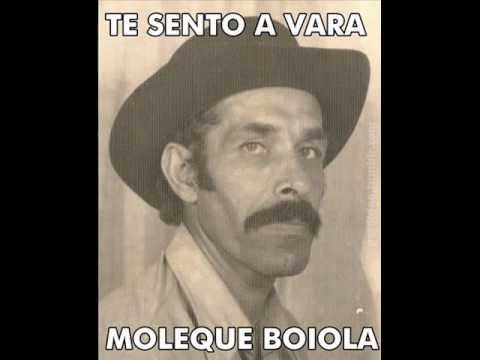 TE SENTO A VARA
MOLEQUE BOIOLA